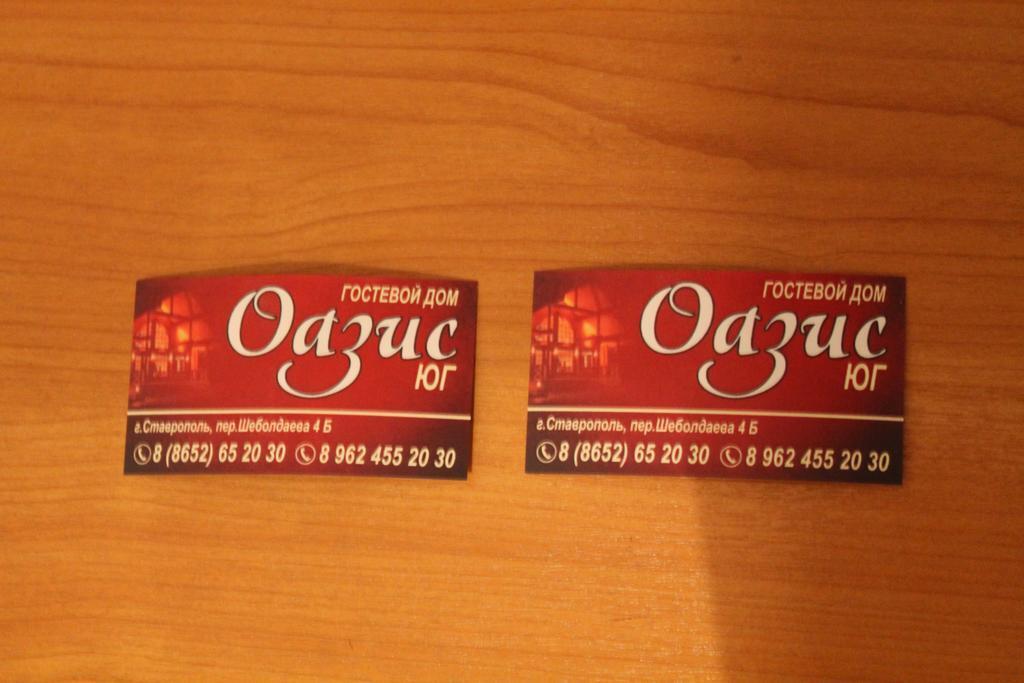 ГОСТЕВОЙ ДОМ
Оазис
ЮГ
г.Ставрополь, пер.Шеболдаева 4 Б
8 (8652) 65 20 30 8 962 455 20 30
ГОСТЕВОЙ ДОМ
Оазис
ЮГ
г.Ставрополь, пер.Шеболдаева 4 Б
8 (8652) 65 20 30 8 962 455 20 30